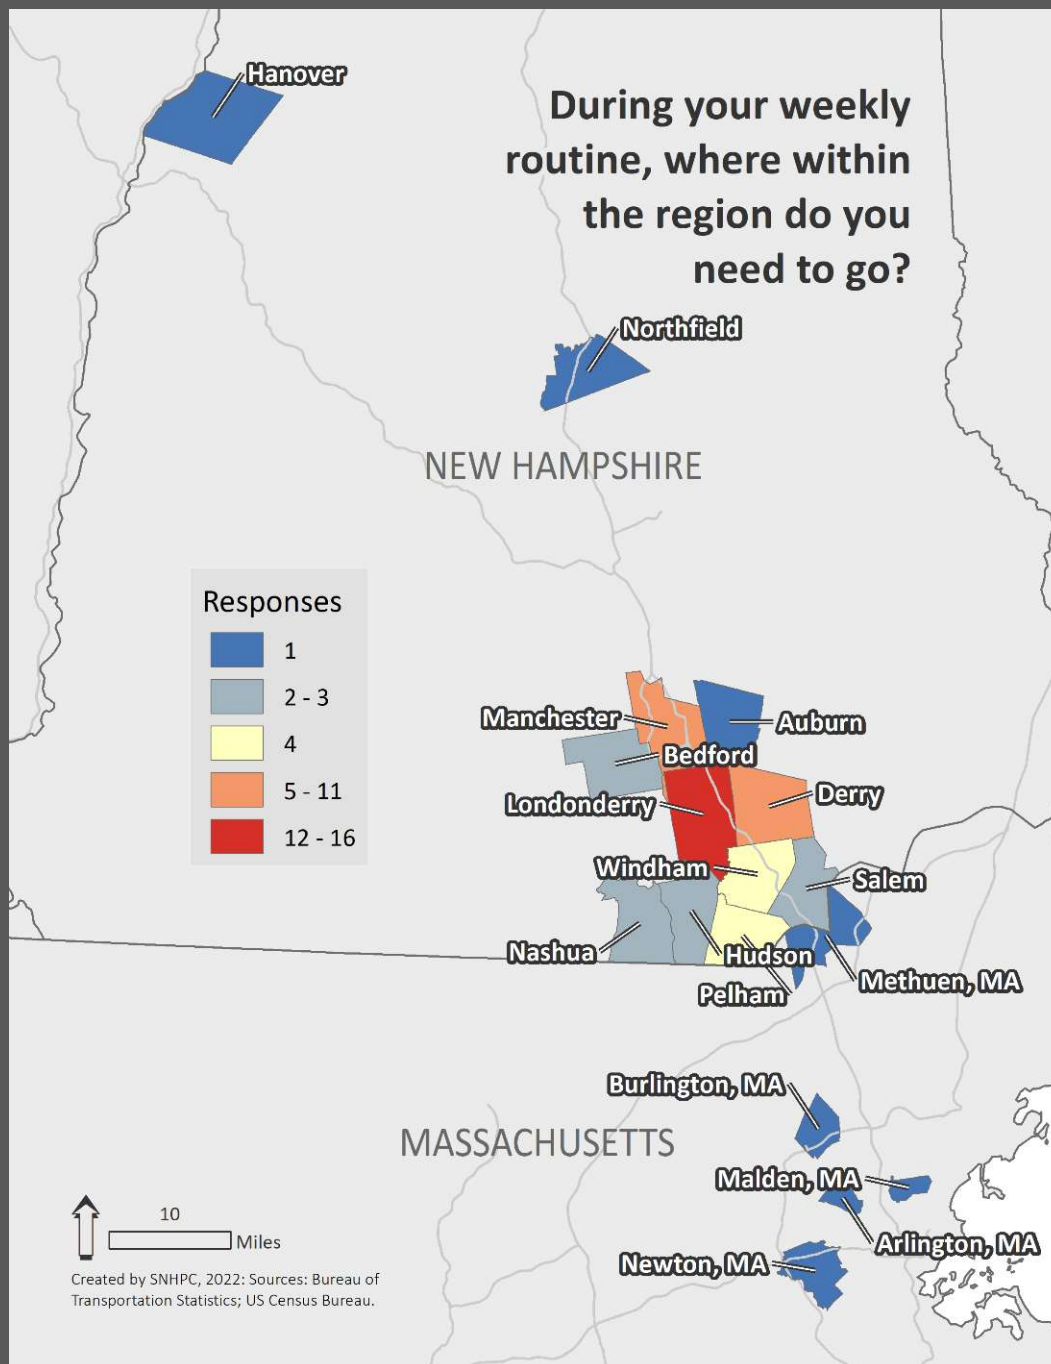 Hanover
During your weekly
routine, where within
the region do you
need to go?
Northfield
NEW HAMPSHIRE
Responses
1
2 - 3
4
5 - 11
12 - 16
Manchester
Auburn
Bedford
Londonderry
Derry
Windham
Salem
Nashua
Hudson
Pelham
Methuen, MA
Burlington, MA
MASSACHUSETTS
Malden, MA
Arlington, MA
Newton, MA
10
Miles
Created by SNHPC, 2022: Sources: Bureau of
Transportation Statistics; US Census Bureau.